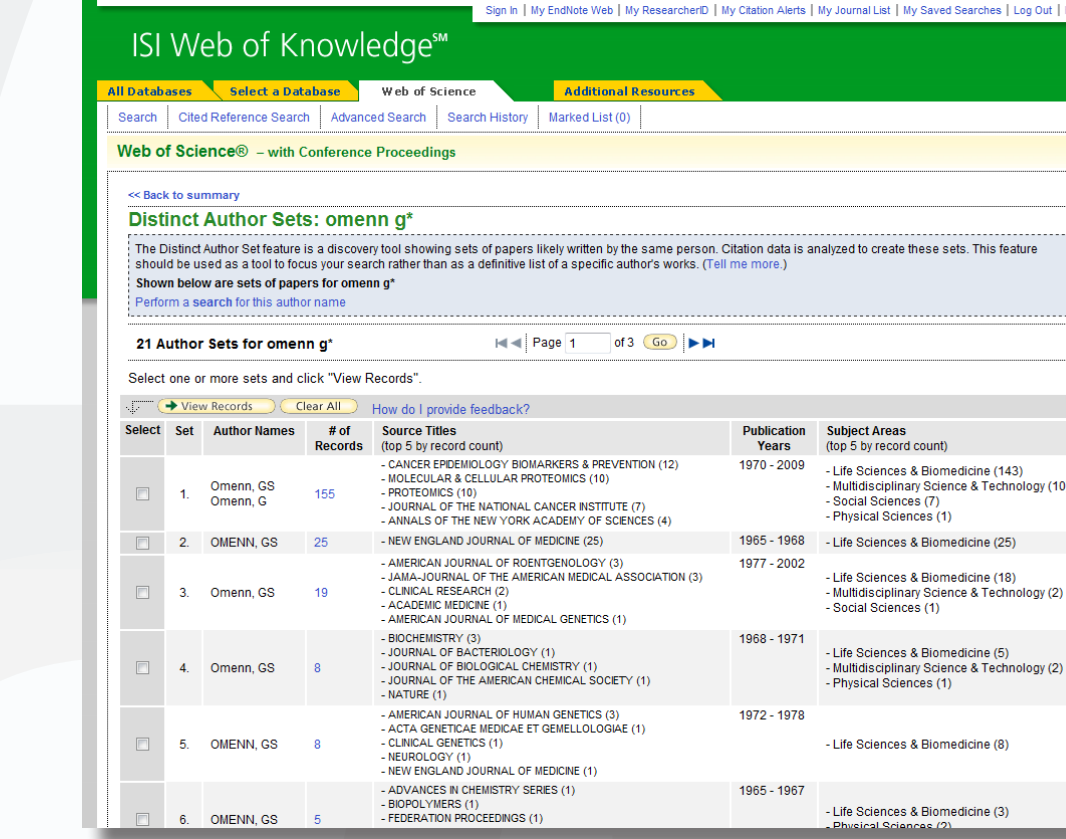 Sign In | My EndNote Web | My ResearcherID | My Citation Alerts | My Journal List | My Saved Searches | Log Out |
ISI Web of Knowledge℠
All Databases Select a Database Web of Science Additional Resources
Search Cited Reference Search Advanced Search Search History Marked List (0)
Web of Science® – with Conference Proceedings
<< Back to summary
Distinct Author Sets: omenn g*
The Distinct Author Set feature is a discovery tool showing sets of papers likely written by the same person. Citation data is analyzed to create these sets. This feature
should be used as a tool to focus your search rather than as a definitive list of a specific author's works. (Tell me more.)
Shown below are sets of papers for omenn g*
Perform a search for this author name
21 Author Sets for omenn g* Page 1 of 3 Go
Select one or more sets and click "View Records".
View Records Clear All How do I provide feedback?
Select Set Author Names # of Records Source Titles (top 5 by record count) Publication Years Subject Areas (top 5 by record count)
1. Omenn, GS
Omenn, G
155
- CANCER EPIDEMIOLOGY BIOMARKERS & PREVENTION (12)
- MOLECULAR & CELLULAR PROTEOMICS (10)
- PROTEOMICS (10)
- JOURNAL OF THE NATIONAL CANCER INSTITUTE (7)
- ANNALS OF THE NEW YORK ACADEMY OF SCIENCES (4)
1970 - 2009
- Life Sciences & Biomedicine (143)
- Multidisciplinary Science & Technology (10
- Social Sciences (7)
- Physical Sciences (1)
2. OMENN, GS 25 - NEW ENGLAND JOURNAL OF MEDICINE (25) 1965 - 1968 - Life Sciences & Biomedicine (25)
3. Omenn, GS 19
- AMERICAN JOURNAL OF ROENTGENOLOGY (3)
- JAMA-JOURNAL OF THE AMERICAN MEDICAL ASSOCIATION (3)
- CLINICAL RESEARCH (2)
- ACADEMIC MEDICINE (1)
- AMERICAN JOURNAL OF MEDICAL GENETICS (1)
1977 - 2002
- Life Sciences & Biomedicine (18)
- Multidisciplinary Science & Technology (2)
- Social Sciences (1)
4. Omenn, GS 8
- BIOCHEMISTRY (3)
- JOURNAL OF BACTERIOLOGY (1)
- JOURNAL OF BIOLOGICAL CHEMISTRY (1)
- JOURNAL OF THE AMERICAN CHEMICAL SOCIETY (1)
- NATURE (1)
1968 - 1971
- Life Sciences & Biomedicine (5)
- Multidisciplinary Science & Technology (2)
- Physical Sciences (1)
5. OMENN, GS 8
- AMERICAN JOURNAL OF HUMAN GENETICS (3)
- ACTA GENETICAE MEDICAE ET GEMELLOLOGIAE (1)
- CLINICAL GENETICS (1)
- NEUROLOGY (1)
- NEW ENGLAND JOURNAL OF MEDICINE (1)
1972 - 1978
- Life Sciences & Biomedicine (8)
6. OMENN, GS 5
- ADVANCES IN CHEMISTRY SERIES (1)
- BIOPOLYMERS (1)
- FEDERATION PROCEEDINGS (1)
1965 - 1967
- Life Sciences & Biomedicine (3)
- Physical Sciences (2)